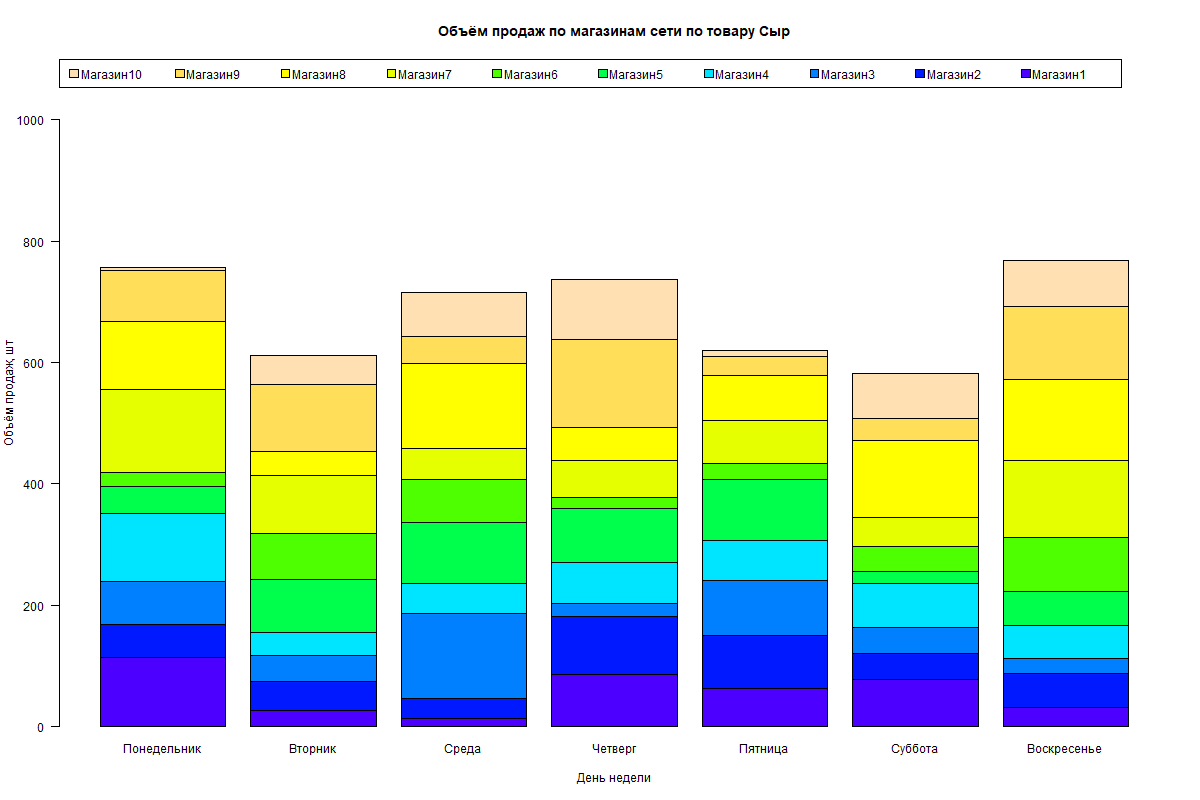 Объём продаж по магазинам сети по товару Сыр
Магазин10 Магазин9 Магазин8 Магазин7 Магазин6 Магазин5 Магазин4 Магазин3 Магазин2 Магазин1
1000
800
600
400
200
0
Объём продаж, шт
Понедельник Вторник Среда Четверг Пятница Суббота Воскресенье
День недели